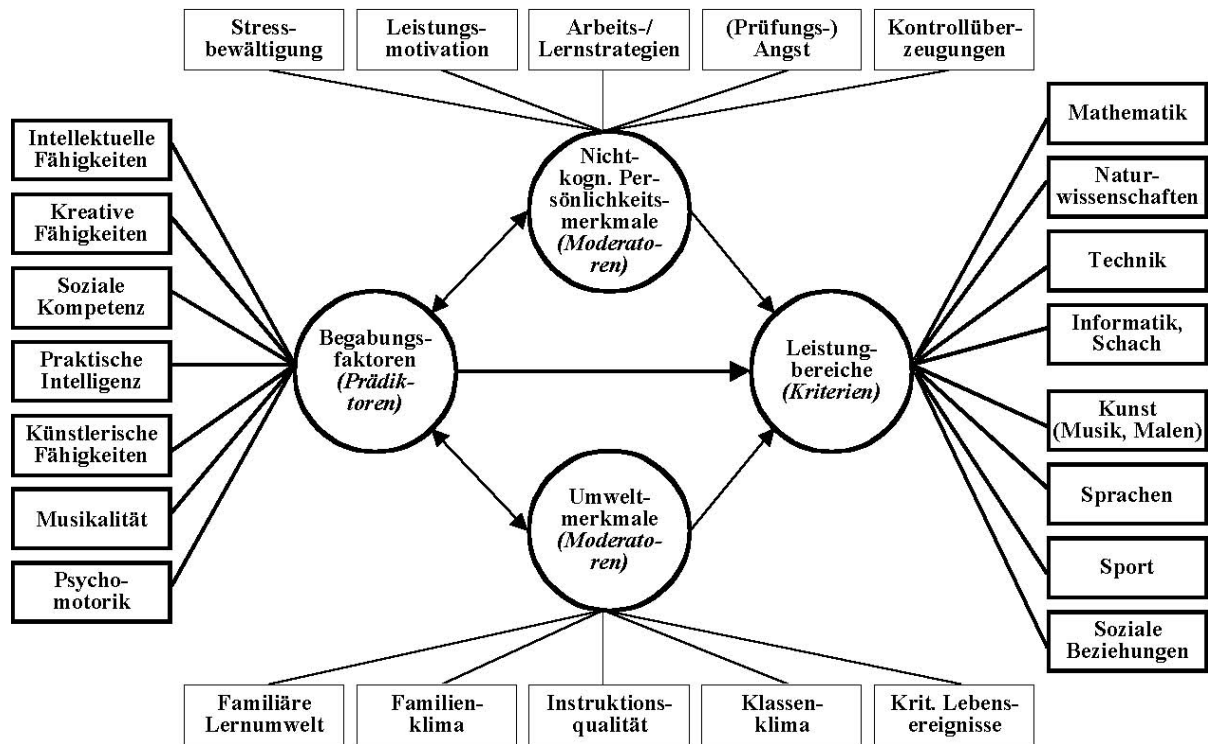 Stress-
bewältigung
Leistungs-
motivation
Arbeits-/
Lernstrategien
(Prüfungs-)
Angst
Kontrollüber-
zeugungen
Intellektuelle
Fähigkeiten
Kreative
Fähigkeiten
Soziale
Kompetenz
Praktische
Intelligenz
Künstlerische
Fähigkeiten
Musikalität
Psycho-
motorik
Nicht-
kogn. Per-
sönlichkeits-
merkmale
(Moderato-
ren)
Begabungs-
faktoren
(Prädik-
toren)
Leistung-
bereiche
(Kriterien)
Umwelt-
merkmale
(Moderato-
ren)
Mathematik
Natur-
wissenschaften
Technik
Informatik,
Schach
Kunst
(Musik, Malen)
Sprachen
Sport
Soziale
Beziehungen
Familiäre
Lernumwelt
Familien-
klima
Instruktions-
qualität
Klassen-
klima
Krit. Lebens-
ereignisse